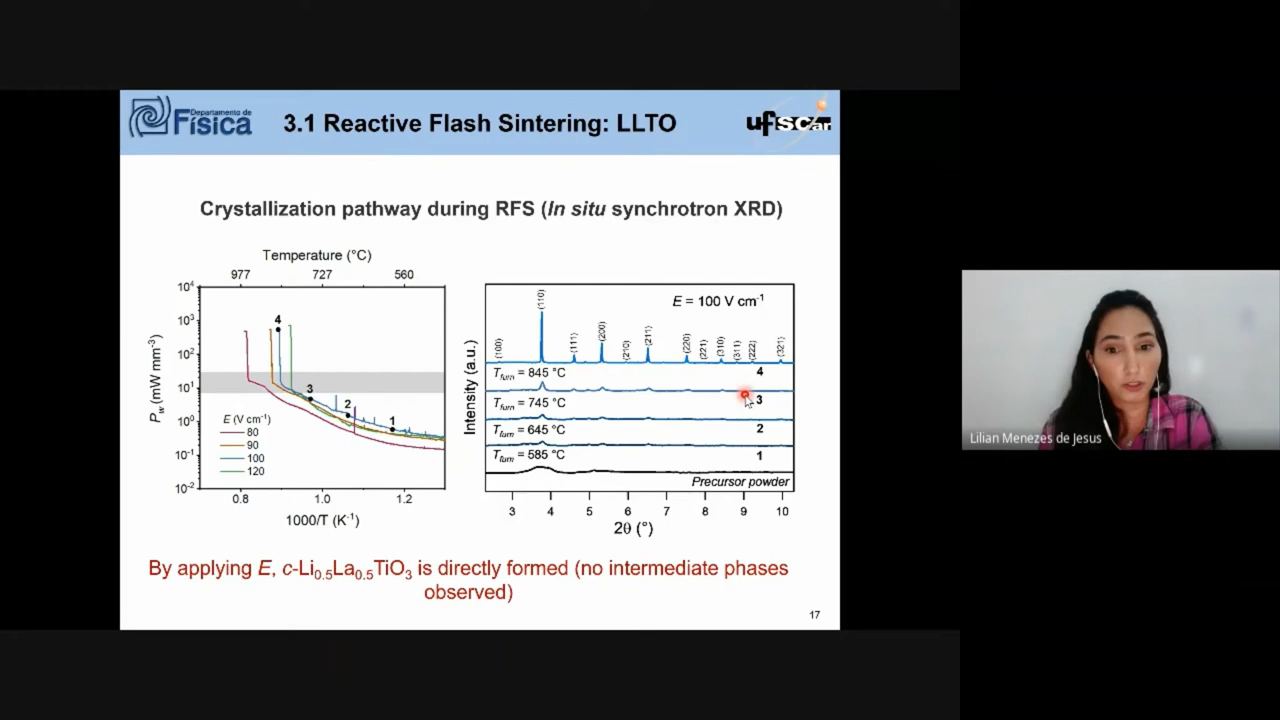 Departamento de
Física
3.1 Reactive Flash Sintering: LLTO
ufscar
Crystallization pathway during RFS (In situ synchrotron XRD)
Temperature (°C)
977 727 560
10⁴
10³
10²
10¹
10⁰
10⁻¹
10⁻²
P_w (mW mm⁻³)
4
3
2
1
E (V cm⁻¹)
80
90
100
120
0.8 1.0 1.2
1000/T (K⁻¹)
Intensity (a.u.)
E = 100 V cm⁻¹
(100) (110) (111) (200) (210) (211) (220) (221) (310) (311) (222) (321)
T_furn = 845 °C 4
T_furn = 745 °C 3
T_furn = 645 °C 2
T_furn = 585 °C 1
Precursor powder
3 4 5 6 7 8 9 10
2θ (°)
By applying E, c-Li₀.₅La₀.₅TiO₃ is directly formed (no intermediate phases
observed)
17
Lilian Menezes de Jesus